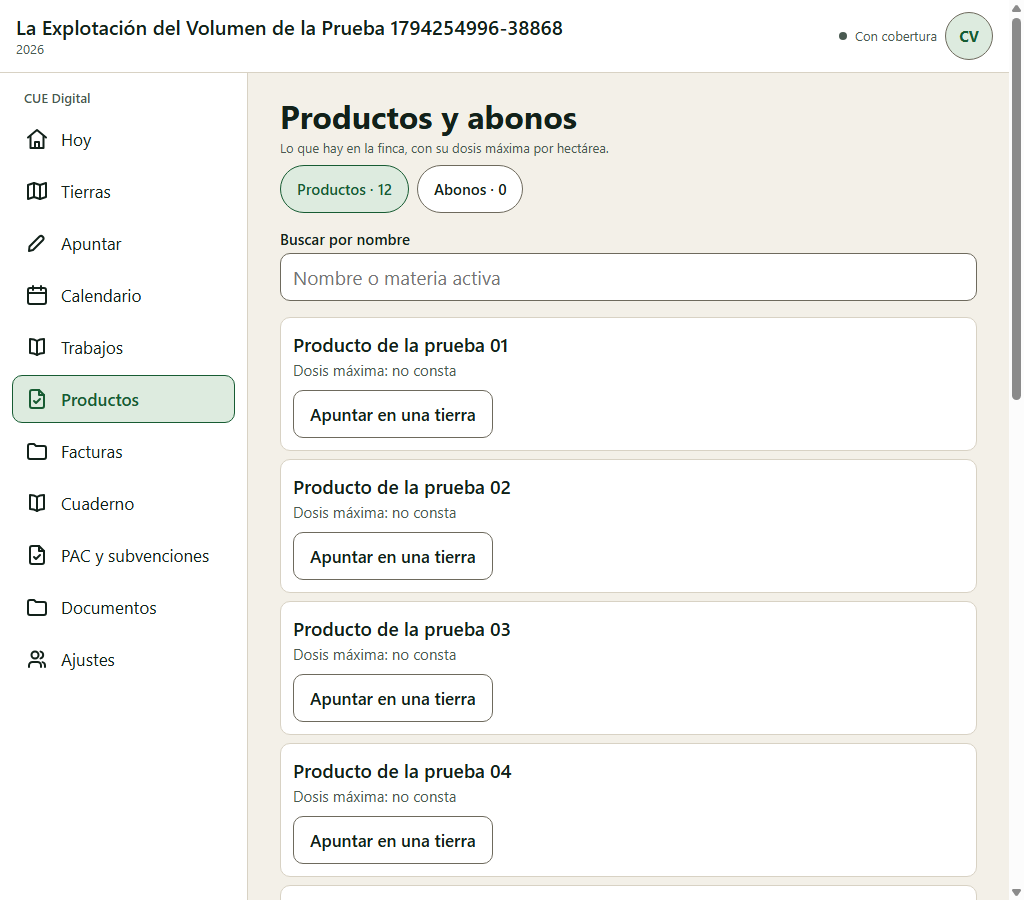 La Explotación del Volumen de la Prueba 1794254996-38868
2026
Con cobertura
CV
CUE Digital
Hoy
Tierras
Apuntar
Calendario
Trabajos
Productos
Facturas
Cuaderno
PAC y subvenciones
Documentos
Ajustes
Productos y abonos
Lo que hay en la finca, con su dosis máxima por hectárea.
Productos · 12
Abonos · 0
Buscar por nombre
Nombre o materia activa
Producto de la prueba 01
Dosis máxima: no consta
Apuntar en una tierra
Producto de la prueba 02
Dosis máxima: no consta
Apuntar en una tierra
Producto de la prueba 03
Dosis máxima: no consta
Apuntar en una tierra
Producto de la prueba 04
Dosis máxima: no consta
Apuntar en una tierra